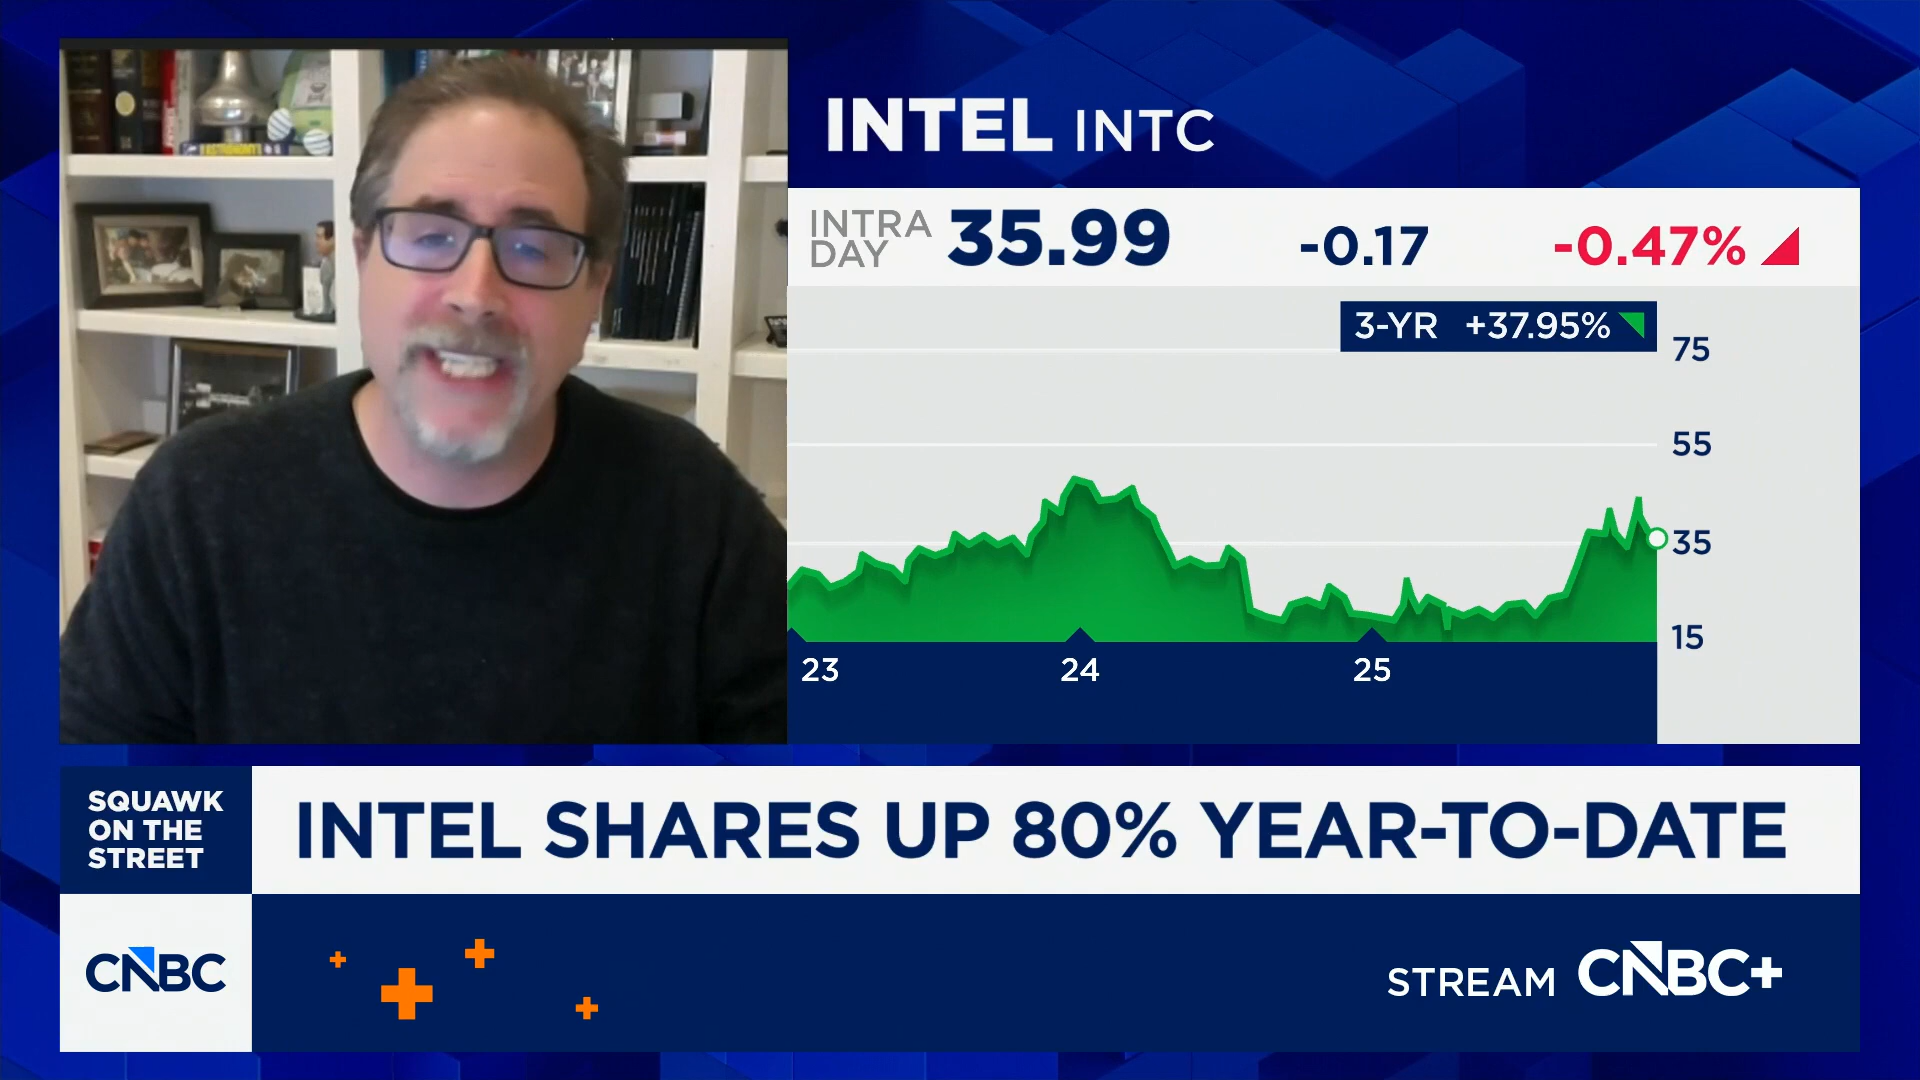 ASTRONOMY
INTEL INTC
INTRA
DAY
35.99
-0.17
-0.47%
3-YR +37.95%
75
55
35
15
23
24
25
SQUAWK
ON THE
STREET
INTEL SHARES UP 80% YEAR-TO-DATE
CNBC
STREAM CNBC+